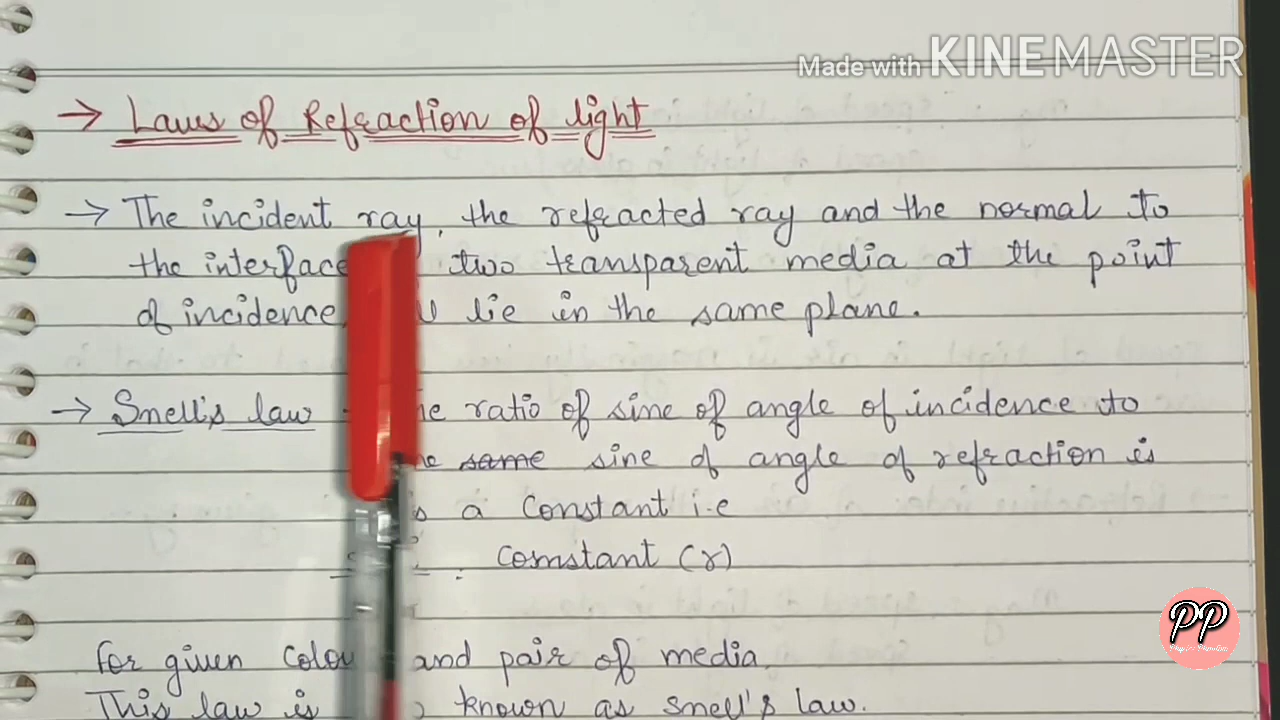 Made with KINEMASTER
→ Laws of Refraction of light
→ The incident ray, the refracted ray and the normal to
the interface two transparent media at the point
of incidence, lie in the same plane.
→ Snell's law - ratio of sine of angle of incidence to
same sine of angle of refraction is
a constant i.e
Comstant (r)
PP
for given and pair of media.
This law is known as snell's law.